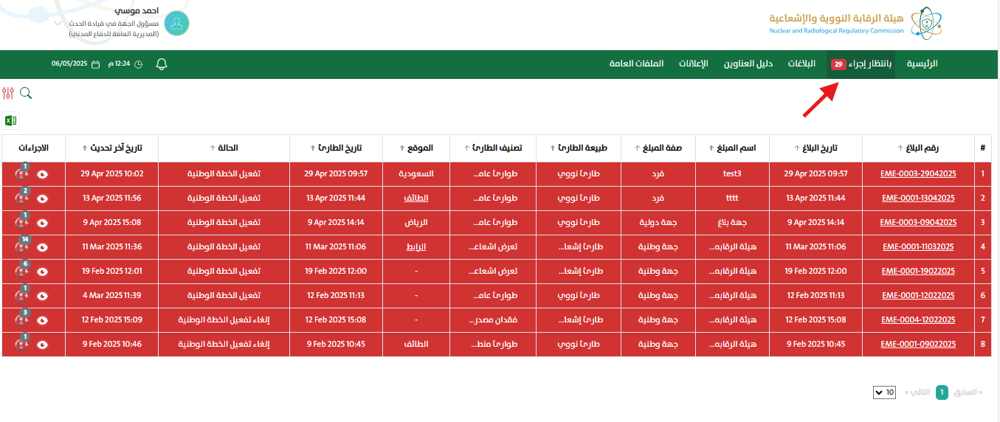 هيئة الرقابة النووية والإشعاعية
Nuclear and Radiological Regulatory Commission
احمد موسي
مسؤول الجهة في قيادة الحدث
(المديرية العامة للدفاع المدني)
الرئيسية بانتظار إجراء 29 البلاغات دليل العناوين الإعلانات الملفات العامة 12:24 م 06/05/2025
# رقم البلاغ تاريخ البلاغ اسم المبلغ صفة المبلغ طبيعة الطارئ تصنيف الطارئ الموقع تاريخ الطارئ الحالة تاريخ آخر تحديث الاجراءات
1 EME-0003-29042025 29 Apr 2025 09:57 test3 فرد طارئ نووي طوارئ عام... السعودية 29 Apr 2025 09:57 تفعيل الخطة الوطنية 29 Apr 2025 10:02 1
2 EME-0001-13042025 13 Apr 2025 11:44 tttt فرد طارئ نووي طوارئ عام... الطائف 13 Apr 2025 11:44 تفعيل الخطة الوطنية 13 Apr 2025 11:56 2
3 EME-0003-09042025 9 Apr 2025 14:14 جهة بلاغ جهة دولية طارئ نووي طوارئ عام... الرياض 9 Apr 2025 14:14 تفعيل الخطة الوطنية 9 Apr 2025 15:08 1
4 EME-0001-11032025 11 Mar 2025 11:06 هيئة الرقابه... جهة وطنية طارئ إشعا... تعرض اشعاع... الرابط 11 Mar 2025 11:06 تفعيل الخطة الوطنية 11 Mar 2025 11:36 14
5 EME-0001-19022025 19 Feb 2025 12:00 هيئة الرقابه... جهة وطنية طارئ إشعا... تعرض اشعاع... - 19 Feb 2025 12:00 تفعيل الخطة الوطنية 19 Feb 2025 12:01 6
6 EME-0001-12022025 12 Feb 2025 11:13 هيئة الرقابه... جهة وطنية طارئ نووي طوارئ عام... - 12 Feb 2025 11:13 تفعيل الخطة الوطنية 4 Mar 2025 11:39 1
7 EME-0004-12022025 12 Feb 2025 15:08 هيئة الرقابه... جهة وطنية طارئ إشعا... فقدان مصدر... - 12 Feb 2025 15:08 إلغاء تفعيل الخطة الوطنية 12 Feb 2025 15:09 3
8 EME-0001-09022025 9 Feb 2025 10:45 هيئة الرقابه... جهة وطنية طارئ نووي طوارئ منط... الطائف 9 Feb 2025 10:45 إلغاء تفعيل الخطة الوطنية 9 Feb 2025 10:46 1
« السابق 1 التالي » 10